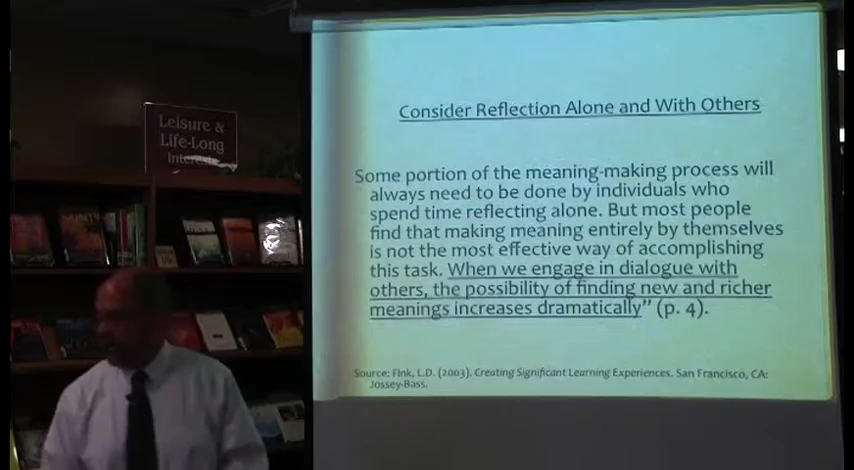 Leisure &
Life-Long
Interests
Consider Reflection Alone and With Others
Some portion of the meaning-making process will
always need to be done by individuals who
spend time reflecting alone. But most people
find that making meaning entirely by themselves
is not the most effective way of accomplishing
this task. When we engage in dialogue with
others, the possibility of finding new and richer
meanings increases dramatically” (p. 4).
Source: Fink, L.D. (2003). Creating Significant Learning Experiences. San Francisco, CA:
Jossey-Bass.